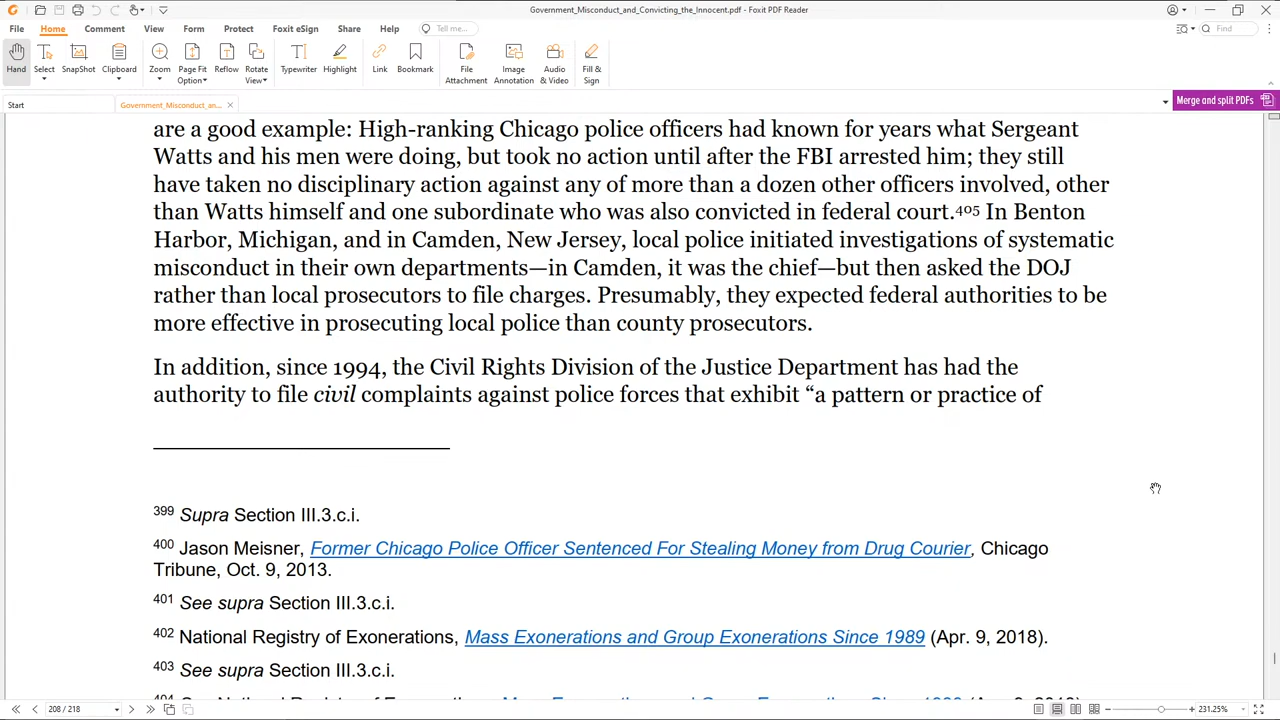 Government_Misconduct_and_Convicting_the_Innocent.pdf - Foxit PDF Reader
File Home Comment View Form Protect Foxit eSign Share Help Tell me... Find
Hand Select SnapShot Clipboard Zoom Page Fit Option Reflow Rotate View Typewriter Highlight Link Bookmark File Attachment Image Annotation Audio & Video Fill & Sign
Start Government_Misconduct_an... Merge and split PDFs
are a good example: High-ranking Chicago police officers had known for years what Sergeant
Watts and his men were doing, but took no action until after the FBI arrested him; they still
have taken no disciplinary action against any of more than a dozen other officers involved, other
than Watts himself and one subordinate who was also convicted in federal court.405 In Benton
Harbor, Michigan, and in Camden, New Jersey, local police initiated investigations of systematic
misconduct in their own departments—in Camden, it was the chief—but then asked the DOJ
rather than local prosecutors to file charges. Presumably, they expected federal authorities to be
more effective in prosecuting local police than county prosecutors.
In addition, since 1994, the Civil Rights Division of the Justice Department has had the
authority to file civil complaints against police forces that exhibit “a pattern or practice of
399 Supra Section III.3.c.i.
400 Jason Meisner, Former Chicago Police Officer Sentenced For Stealing Money from Drug Courier, Chicago
Tribune, Oct. 9, 2013.
401 See supra Section III.3.c.i.
402 National Registry of Exonerations, Mass Exonerations and Group Exonerations Since 1989 (Apr. 9, 2018).
403 See supra Section III.3.c.i.
208 / 218 231.25%